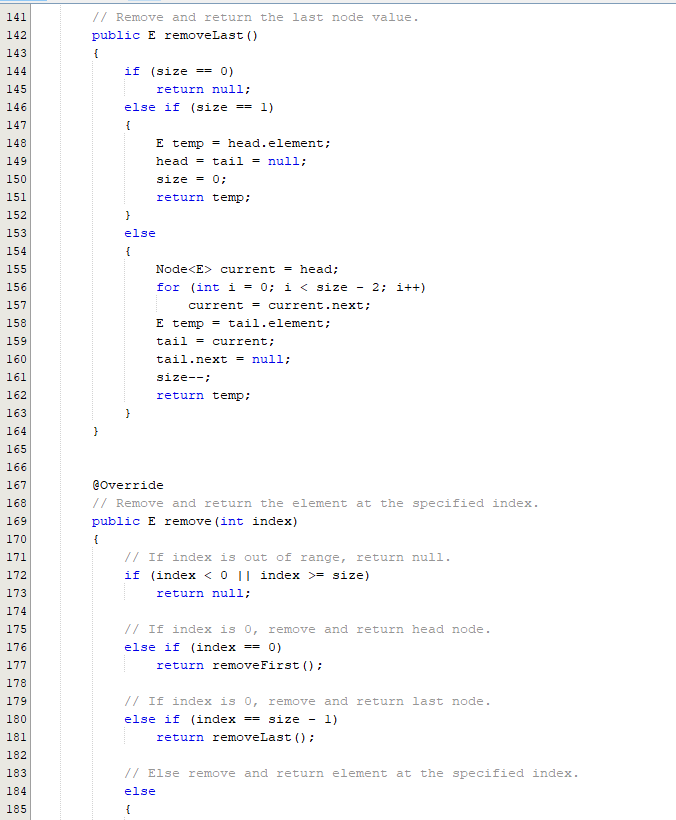 141 // Remove and return the last node value.
142 public E removeLast()
143 {
144 if (size == 0)
145 return null;
146 else if (size == 1)
147 {
148 E temp = head.element;
149 head = tail = null;
150 size = 0;
151 return temp;
152 }
153 else
154 {
155 Node<E> current = head;
156 for (int i = 0; i < size - 2; i++)
157 current = current.next;
158 E temp = tail.element;
159 tail = current;
160 tail.next = null;
161 size--;
162 return temp;
163 }
164 }
165
166
167 @Override
168 // Remove and return the element at the specified index.
169 public E remove(int index)
170 {
171 // If index is out of range, return null.
172 if (index < 0 || index >= size)
173 return null;
174
175 // If index is 0, remove and return head node.
176 else if (index == 0)
177 return removeFirst();
178
179 // If index is 0, remove and return last node.
180 else if (index == size - 1)
181 return removeLast();
182
183 // Else remove and return element at the specified index.
184 else
185 {